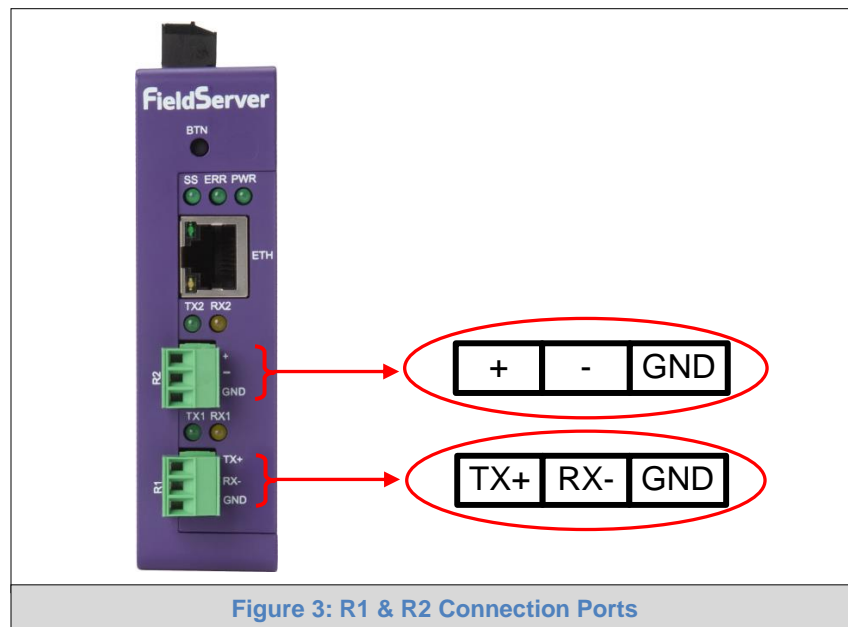 FieldServer
BTN
SS ERR PWR
ETH
TX2 RX2
R2
+
-
GND
+ - GND
TX1 RX1
R1
TX+
RX-
GND
TX+ RX- GND
Figure 3: R1 & R2 Connection Ports